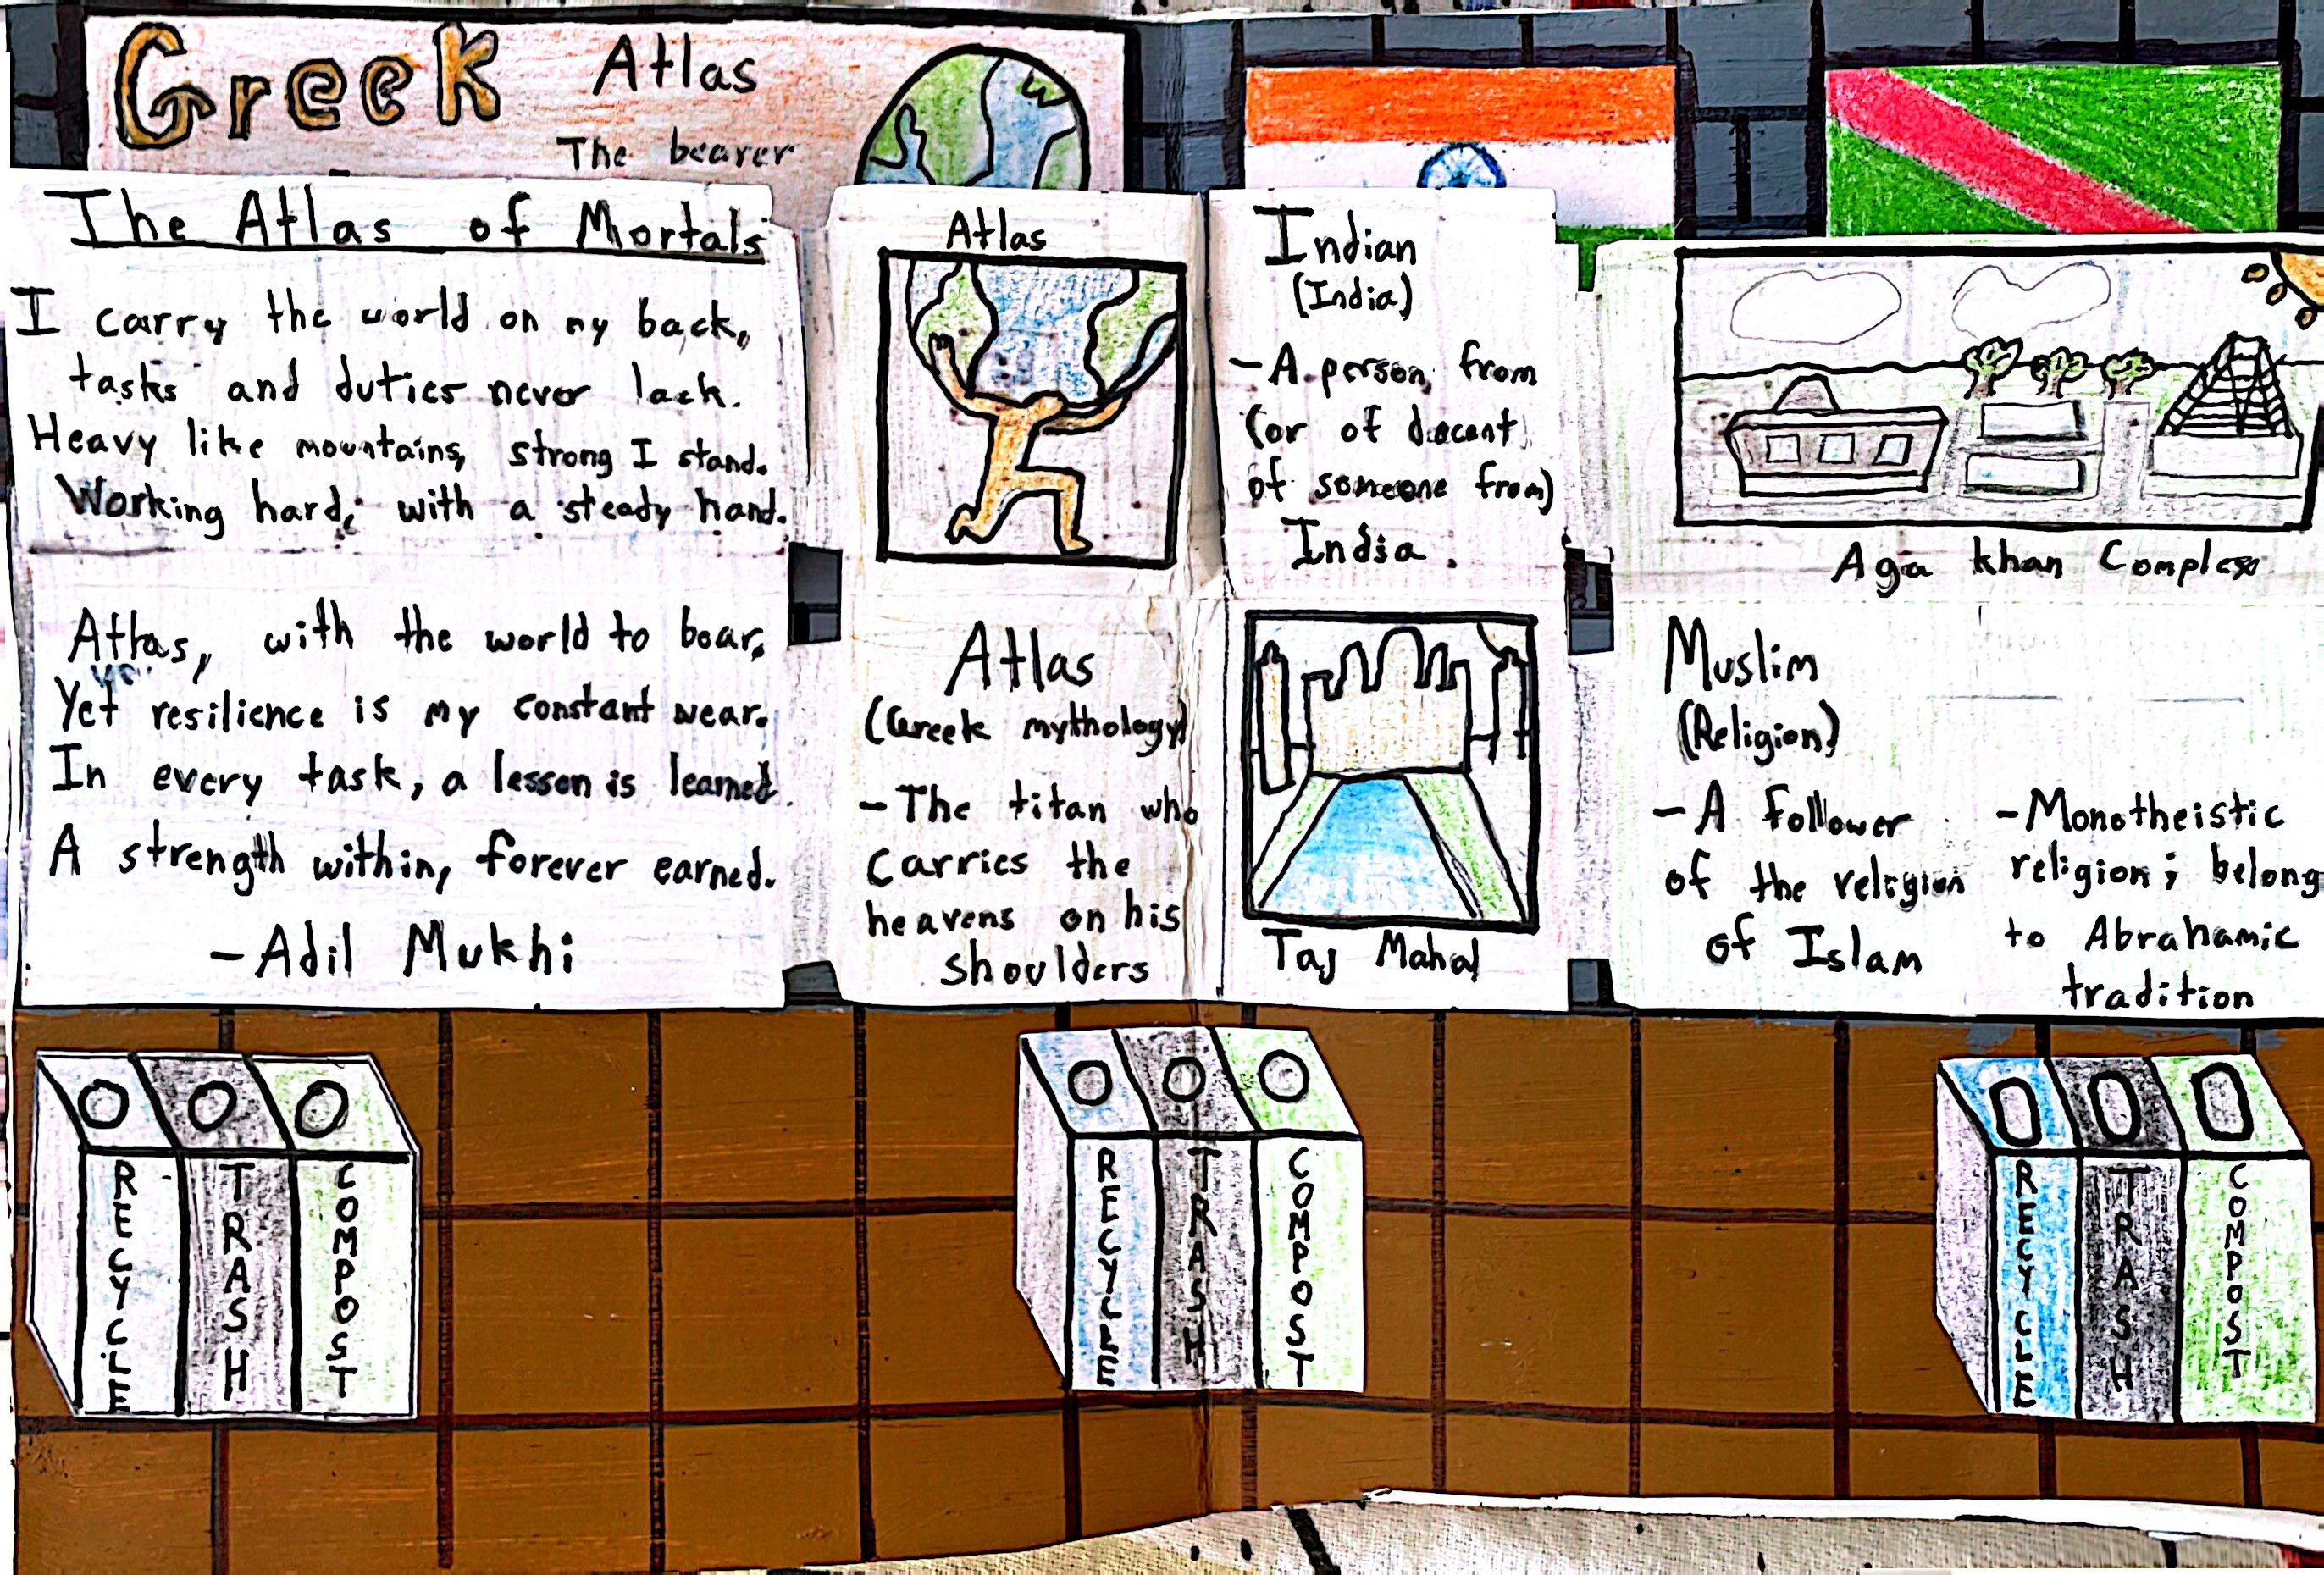 Greek Atlas
The bearer
The Atlas of Mortals
I carry the world on my back,
tasks and duties never lack.
Heavy like mountains, strong I stand.
Working hard, with a steady hand.
Atlas, with the world to bear,
Yet resilience is my constant wear.
In every task, a lesson is learned.
A strength within, forever earned.
-Adil Mukhi
Atlas
Atlas
(Greek mythology)
-The titan who
carries the
heavens on his
shoulders
Indian
(India)
-A person from
(or of decent
of someone from)
India.
Taj Mahal
Aga khan Complex
Muslim
(Religion)
-A follower
of the religion
of Islam
-Monotheistic
religion; belong
to Abrahamic
tradition
RECYCLE
TRASH
COMPOST
RECYCLE
TRASH
COMPOST
RECYCLE
TRASH
COMPOST